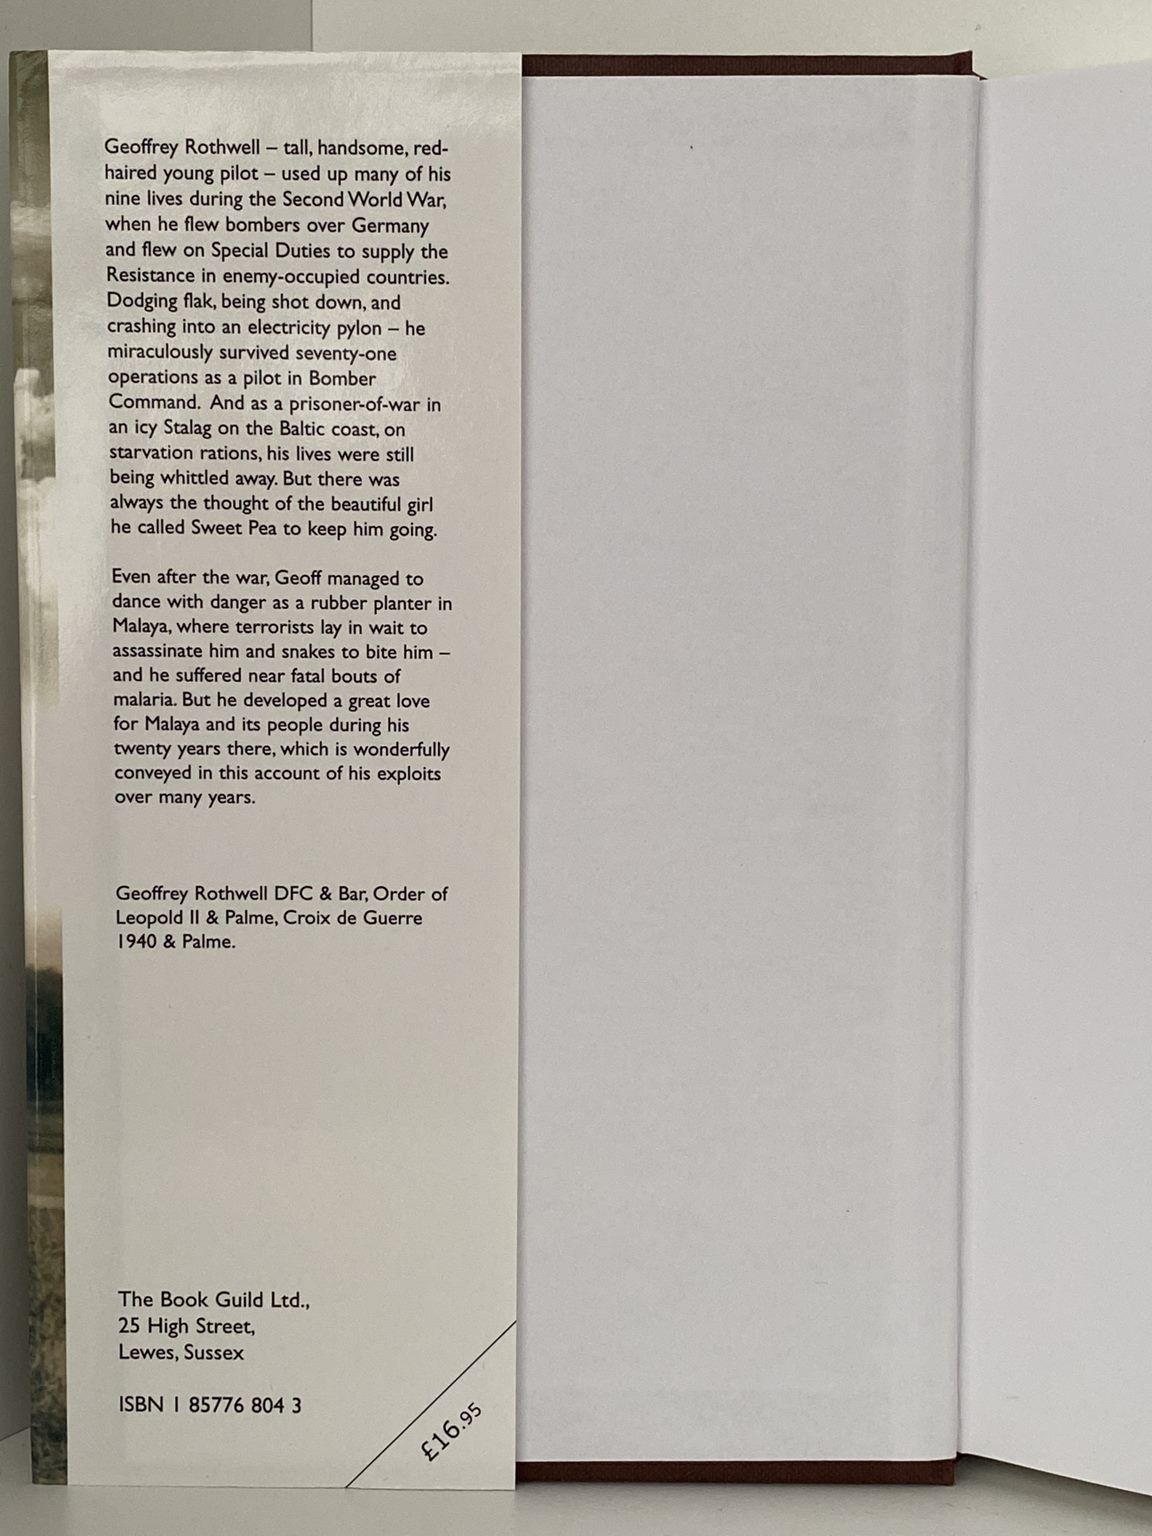 Geoffrey Rothwell – tall, handsome, red-
haired young pilot – used up many of his
nine lives during the Second World War,
when he flew bombers over Germany
and flew on Special Duties to supply the
Resistance in enemy-occupied countries.
Dodging flak, being shot down, and
crashing into an electricity pylon – he
miraculously survived seventy-one
operations as a pilot in Bomber
Command. And as a prisoner-of-war in
an icy Stalag on the Baltic coast, on
starvation rations, his lives were still
being whittled away. But there was
always the thought of the beautiful girl
he called Sweet Pea to keep him going.
Even after the war, Geoff managed to
dance with danger as a rubber planter in
Malaya, where terrorists lay in wait to
assassinate him and snakes to bite him –
and he suffered near fatal bouts of
malaria. But he developed a great love
for Malaya and its people during his
twenty years there, which is wonderfully
conveyed in this account of his exploits
over many years.
Geoffrey Rothwell DFC & Bar, Order of
Leopold II & Palme, Croix de Guerre
1940 & Palme.
The Book Guild Ltd.,
25 High Street,
Lewes, Sussex
ISBN 1 85776 804 3
£16.95